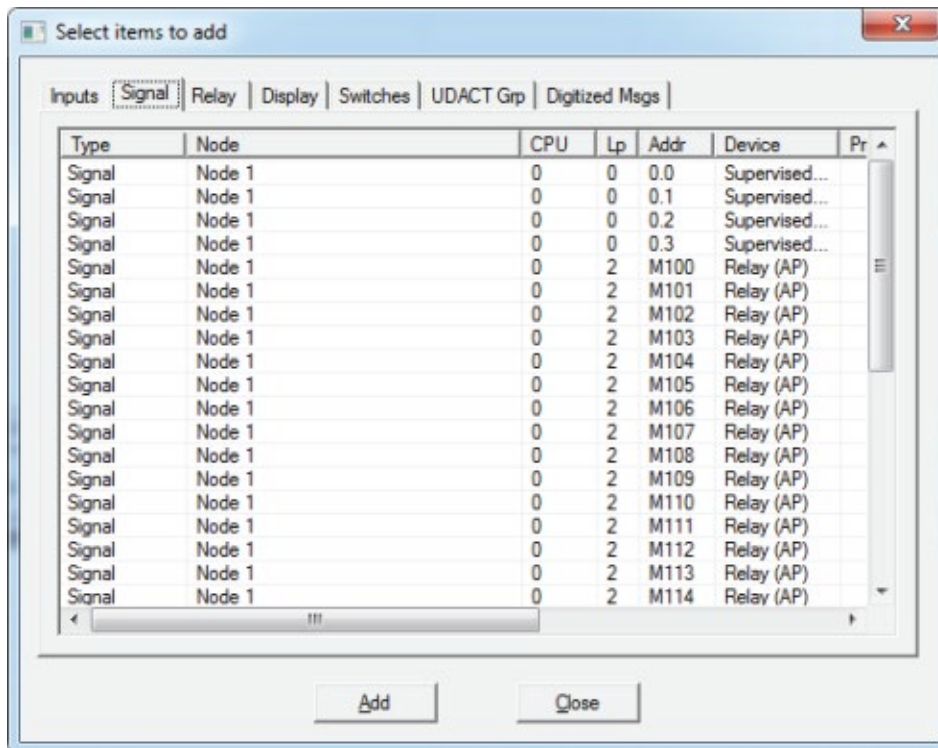 Select items to add
Inputs Signal Relay Display Switches UDACT Grp Digitized Msgs
Type Node CPU Lp Addr Device Pr
Signal Node 1 0 0 0.0 Supervised...
Signal Node 1 0 0 0.1 Supervised...
Signal Node 1 0 0 0.2 Supervised...
Signal Node 1 0 0 0.3 Supervised...
Signal Node 1 0 2 M100 Relay (AP)
Signal Node 1 0 2 M101 Relay (AP)
Signal Node 1 0 2 M102 Relay (AP)
Signal Node 1 0 2 M103 Relay (AP)
Signal Node 1 0 2 M104 Relay (AP)
Signal Node 1 0 2 M105 Relay (AP)
Signal Node 1 0 2 M106 Relay (AP)
Signal Node 1 0 2 M107 Relay (AP)
Signal Node 1 0 2 M108 Relay (AP)
Signal Node 1 0 2 M109 Relay (AP)
Signal Node 1 0 2 M110 Relay (AP)
Signal Node 1 0 2 M111 Relay (AP)
Signal Node 1 0 2 M112 Relay (AP)
Signal Node 1 0 2 M113 Relay (AP)
Signal Node 1 0 2 M114 Relay (AP)
Add Close